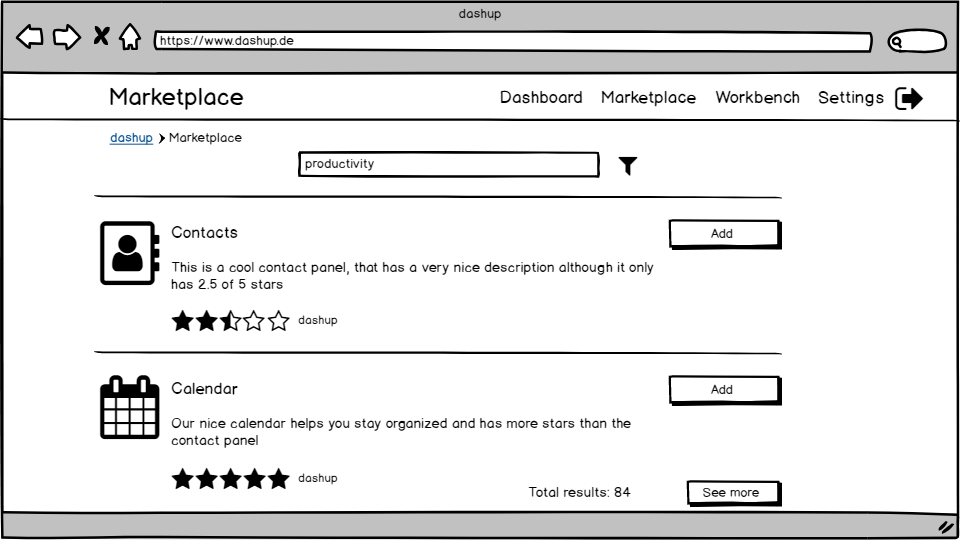 dashup
https://www.dashup.de
Marketplace
Dashboard Marketplace Workbench Settings
dashup Marketplace
productivity
Contacts
Add
This is a cool contact panel, that has a very nice description although it only
has 2.5 of 5 stars
dashup
Calendar
Add
Our nice calendar helps you stay organized and has more stars than the
contact panel
dashup
Total results: 84
See more